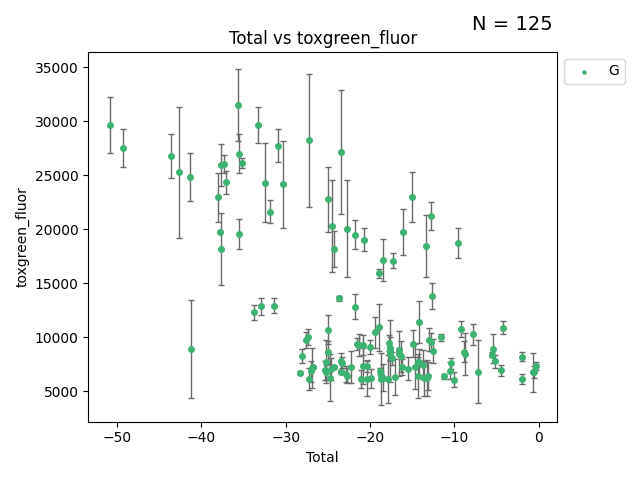 N = 125
Total vs toxgreen_fluor
G
toxgreen_fluor
35000
30000
25000
20000
15000
10000
5000
−50 −40 −30 −20 −10 0
Total